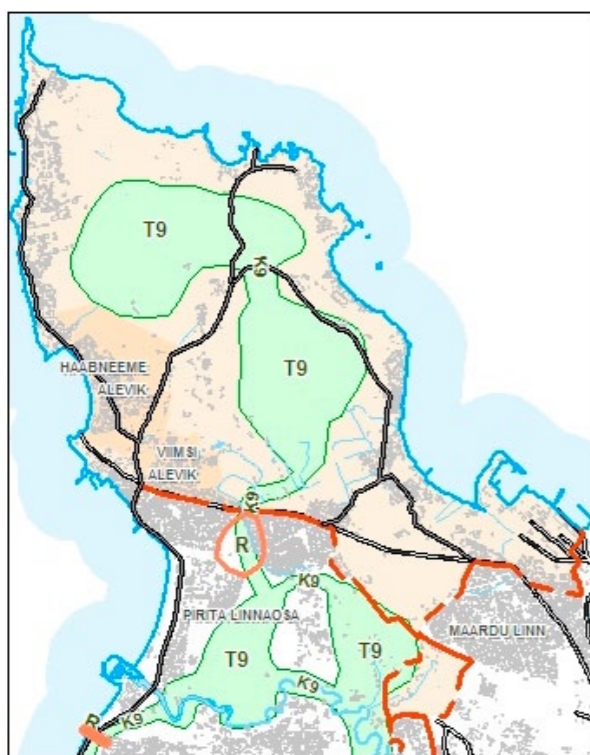 T9
K9
T9
HAABNEEME
ALEVIK
VIIMSI
ALEVIK
K9
R
K9
PIRITA LINNAOSA
MAARDU LINN
T9
T9
K9
R
K9